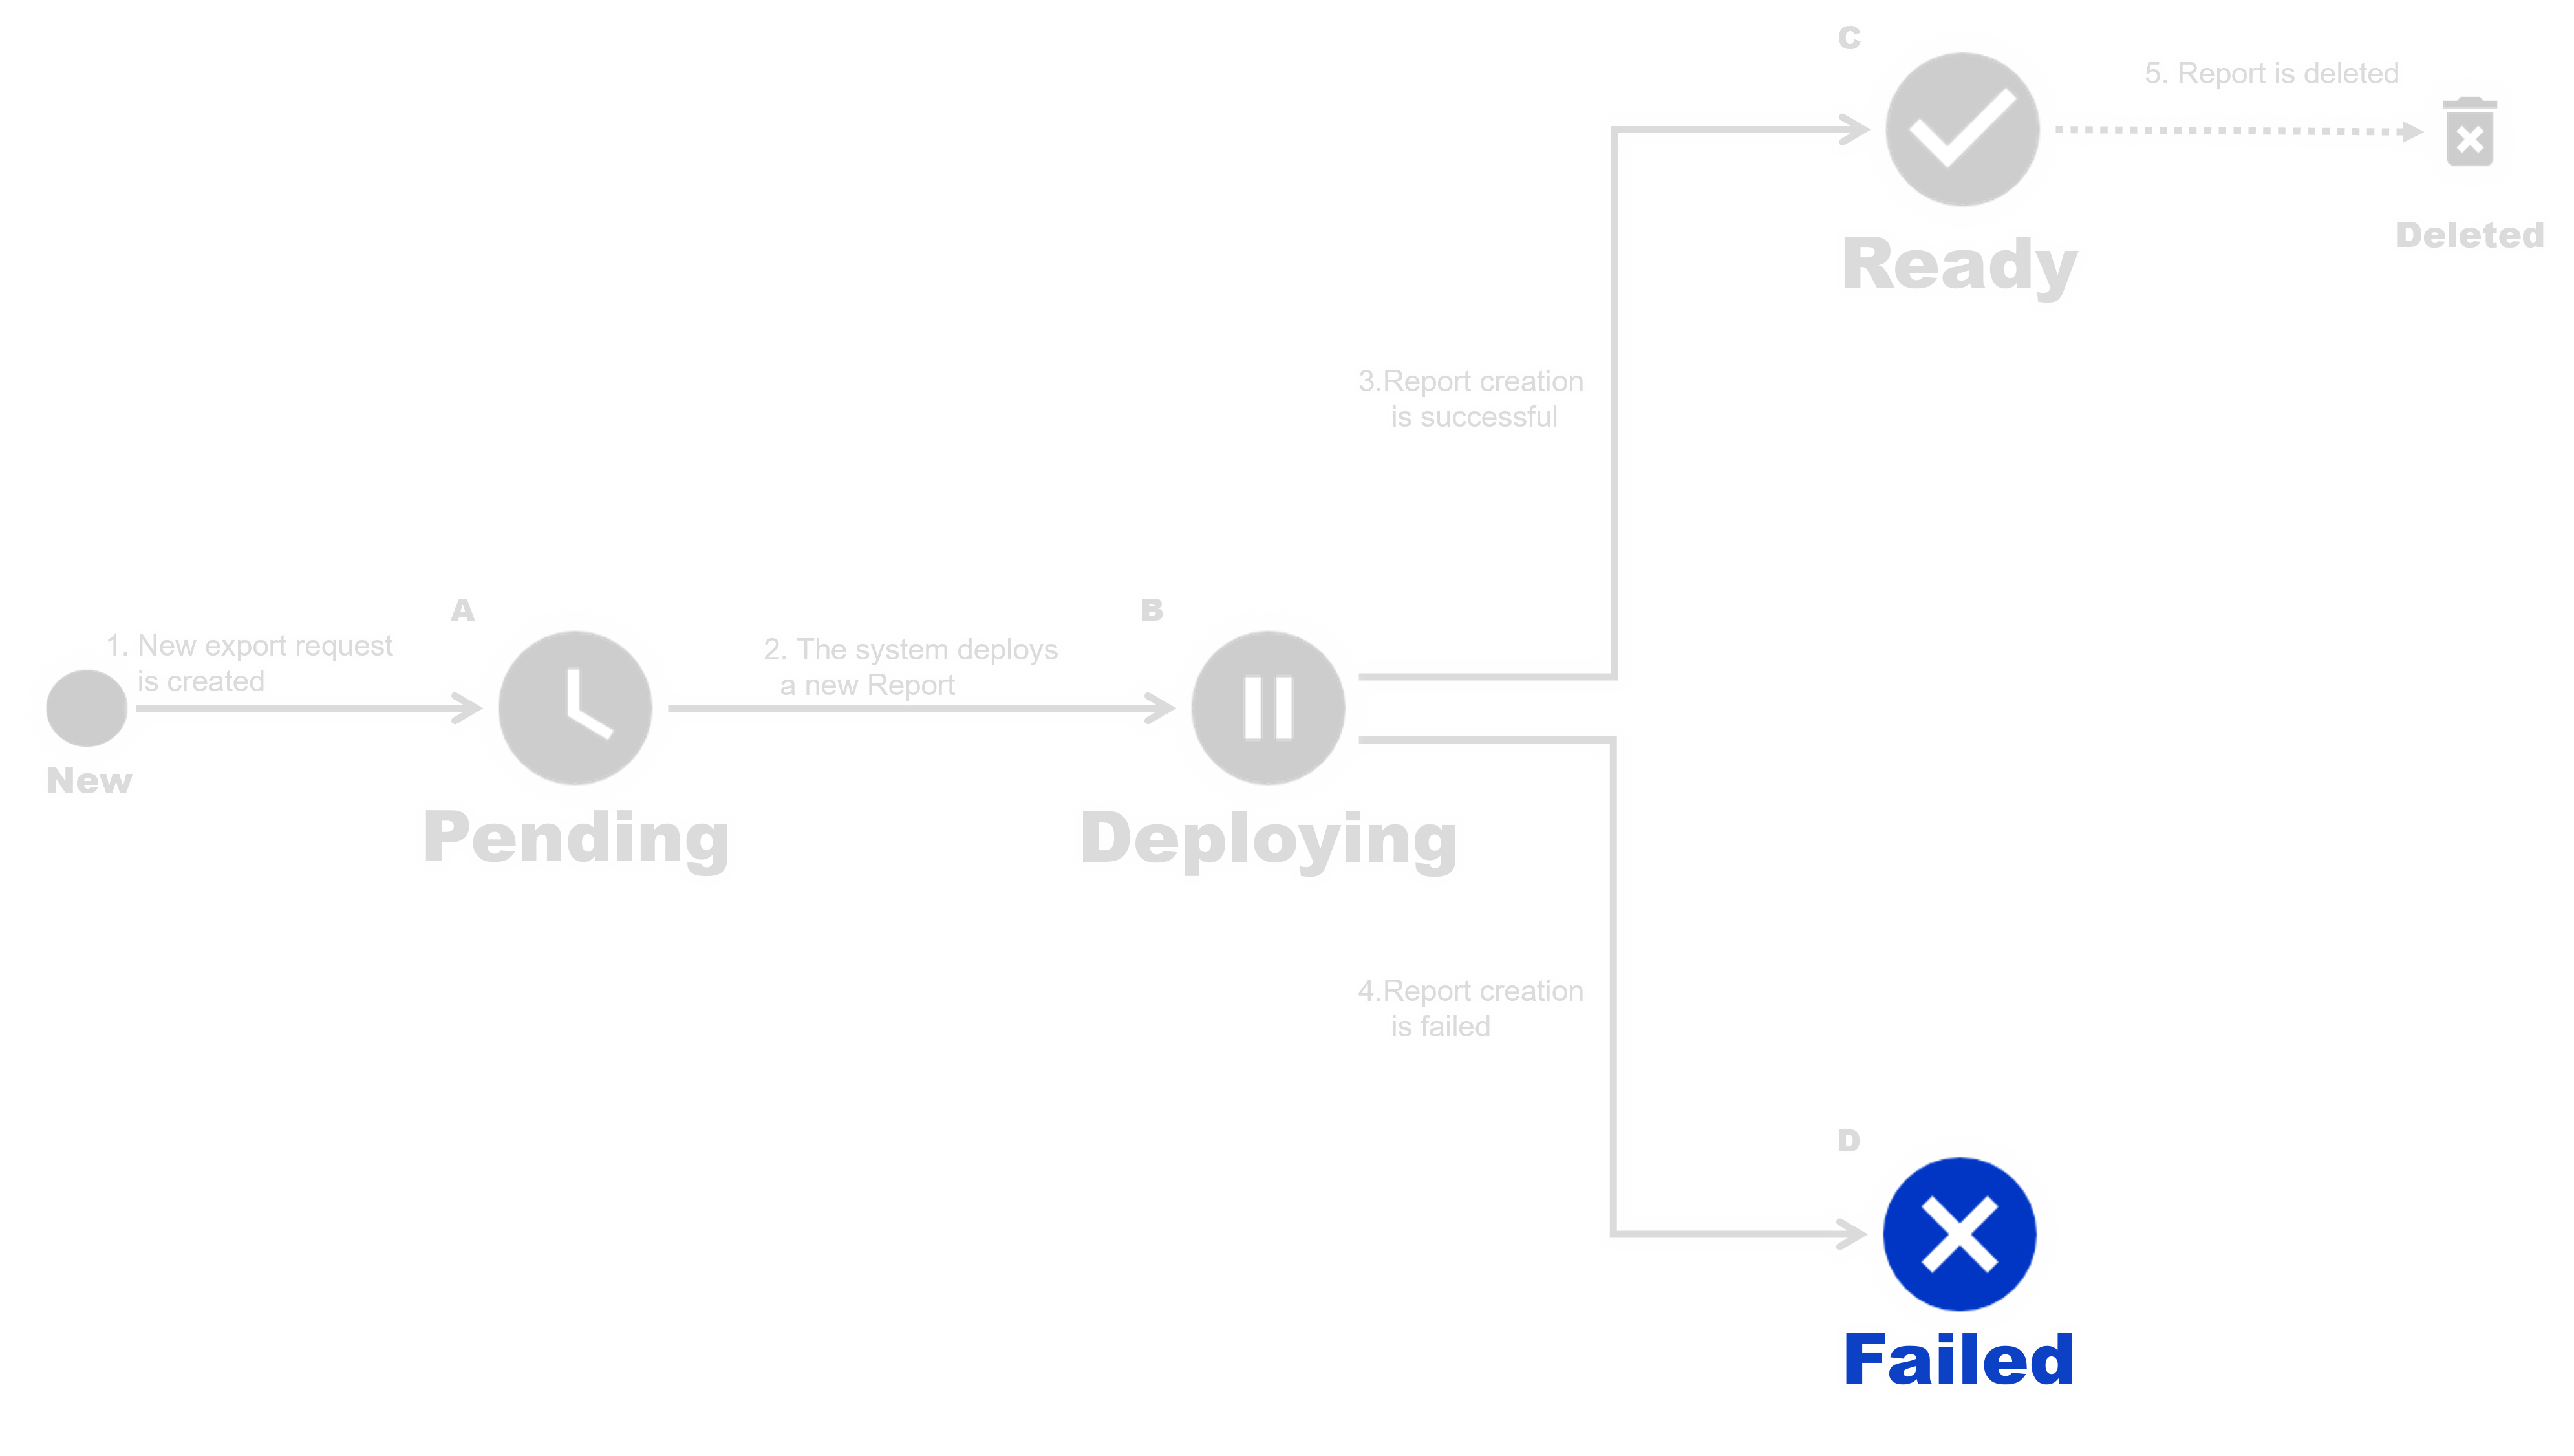 C
5. Report is deleted
Deleted
Ready
3.Report creation
is successful
A
B
1. New export request
is created
2. The system deploys
a new Report
New
Pending
Deploying
4.Report creation
is failed
D
Failed